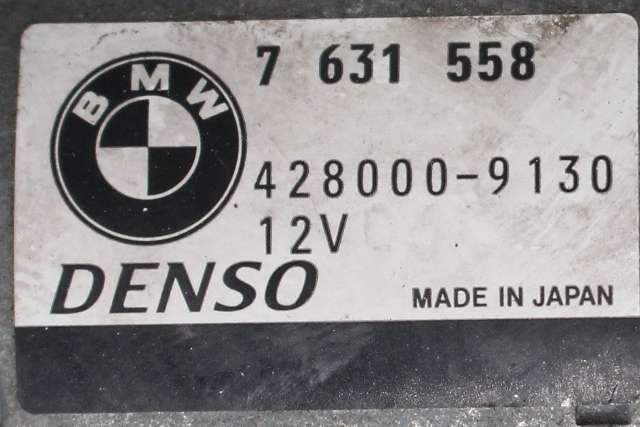 BMW
7 631 558
428000-9130
12V
DENSO
MADE IN JAPAN